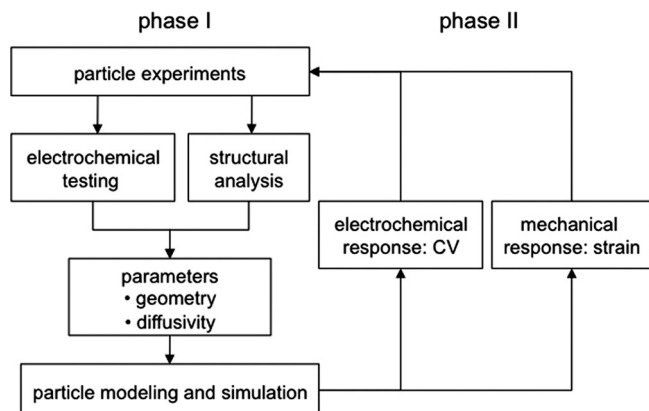 phase I
phase II
particle experiments
electrochemical
testing
structural
analysis
electrochemical
response: CV
mechanical
response: strain
parameters
• geometry
• diffusivity
particle modeling and simulation